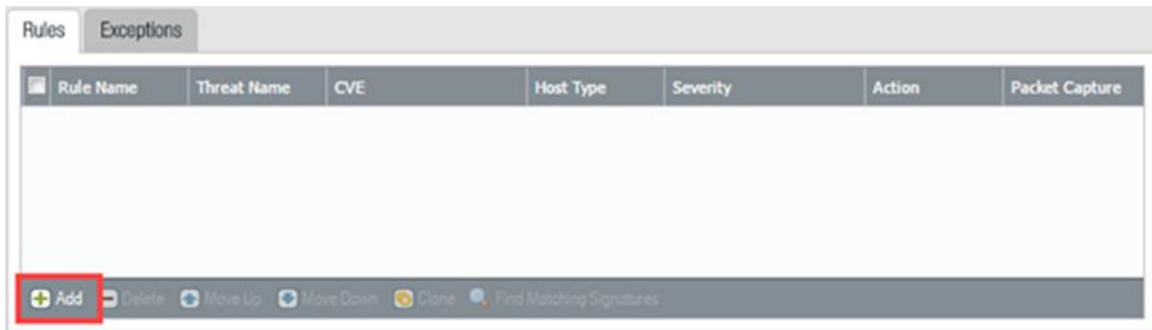 Rules Exceptions
Rule Name Threat Name CVE Host Type Severity Action Packet Capture
Add Delete Move Up Move Down Clone Find Matching Signatures